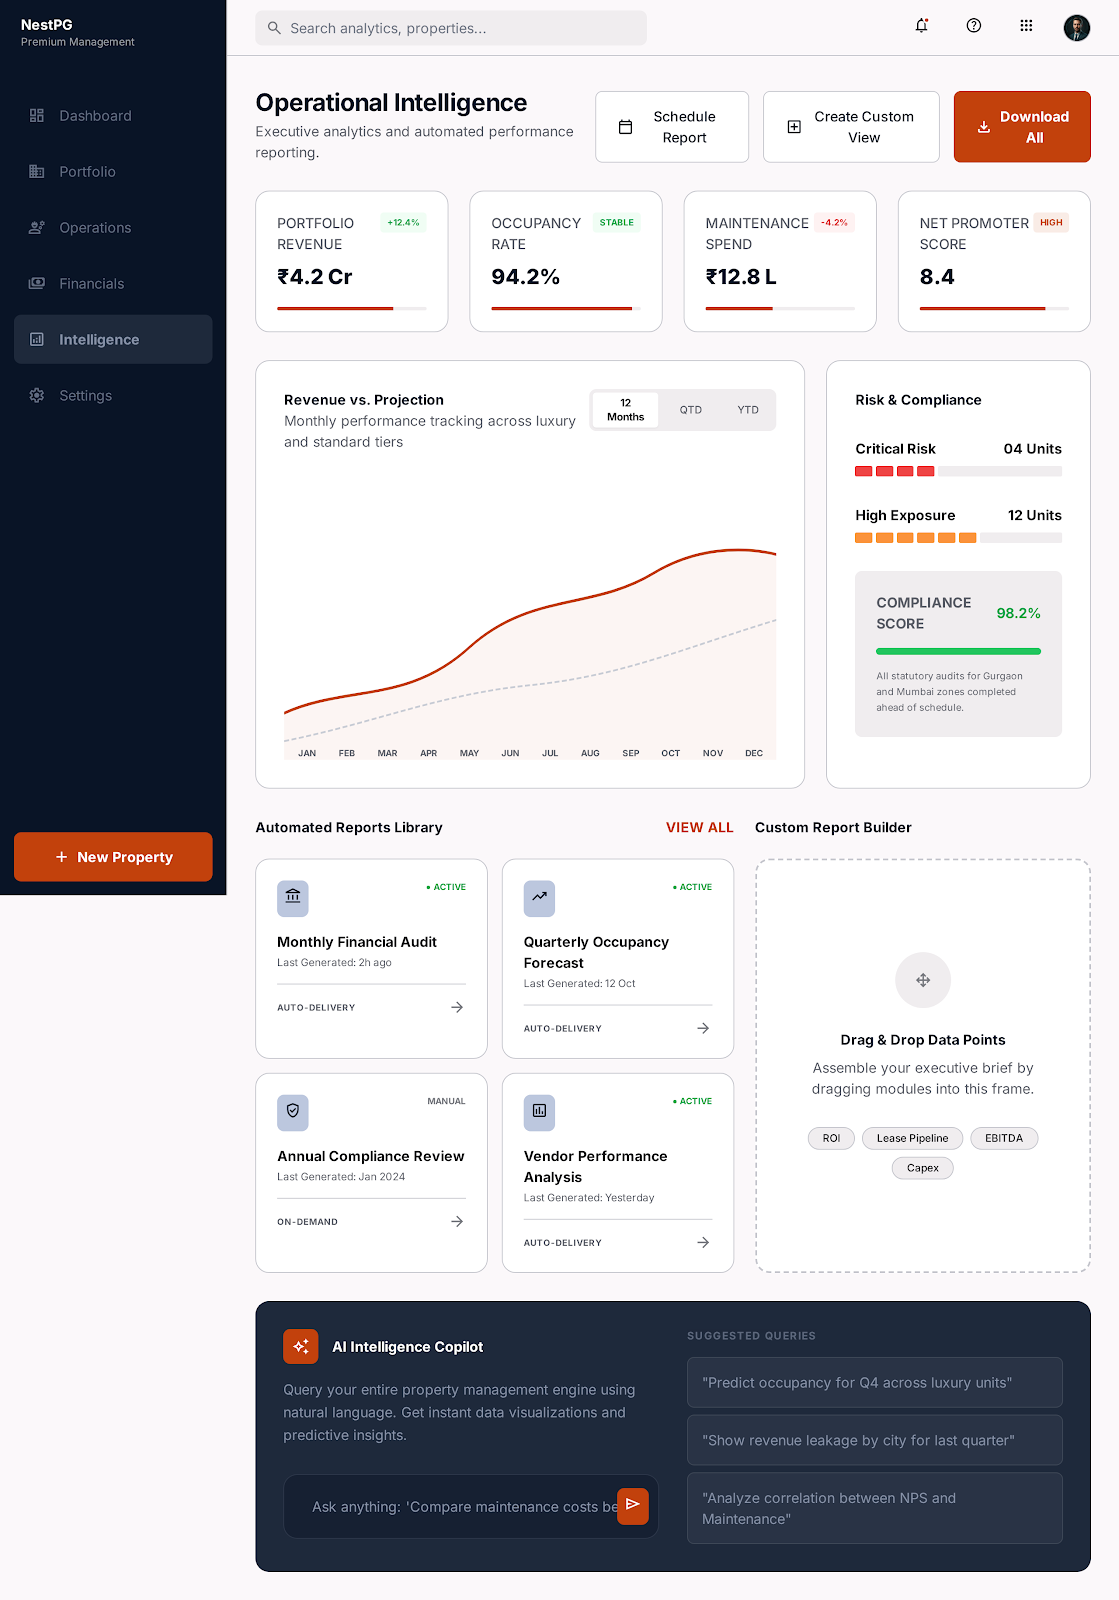 NestPG
Premium Management
Dashboard
Portfolio
Operations
Financials
Intelligence
Settings
New Property
Search analytics, properties...
Operational Intelligence
Executive analytics and automated performance
reporting.
Schedule
Report
Create Custom
View
Download
All
PORTFOLIO
REVENUE
+12.4%
₹4.2 Cr
OCCUPANCY
RATE
STABLE
94.2%
MAINTENANCE
SPEND
-4.2%
₹12.8 L
NET PROMOTER
SCORE
HIGH
8.4
Revenue vs. Projection
Monthly performance tracking across luxury
and standard tiers
12
Months
QTD
YTD
JAN FEB MAR APR MAY JUN JUL AUG SEP OCT NOV DEC
Risk & Compliance
Critical Risk 04 Units
High Exposure 12 Units
COMPLIANCE
SCORE
98.2%
All statutory audits for Gurgaon
and Mumbai zones completed
ahead of schedule.
Automated Reports Library
VIEW ALL
• ACTIVE
Monthly Financial Audit
Last Generated: 2h ago
AUTO-DELIVERY
• ACTIVE
Quarterly Occupancy
Forecast
Last Generated: 12 Oct
AUTO-DELIVERY
MANUAL
Annual Compliance Review
Last Generated: Jan 2024
ON-DEMAND
• ACTIVE
Vendor Performance
Analysis
Last Generated: Yesterday
AUTO-DELIVERY
Custom Report Builder
Drag & Drop Data Points
Assemble your executive brief by
dragging modules into this frame.
ROI
Lease Pipeline
EBITDA
Capex
AI Intelligence Copilot
Query your entire property management engine using
natural language. Get instant data visualizations and
predictive insights.
Ask anything: 'Compare maintenance costs be
SUGGESTED QUERIES
"Predict occupancy for Q4 across luxury units"
"Show revenue leakage by city for last quarter"
"Analyze correlation between NPS and
Maintenance"